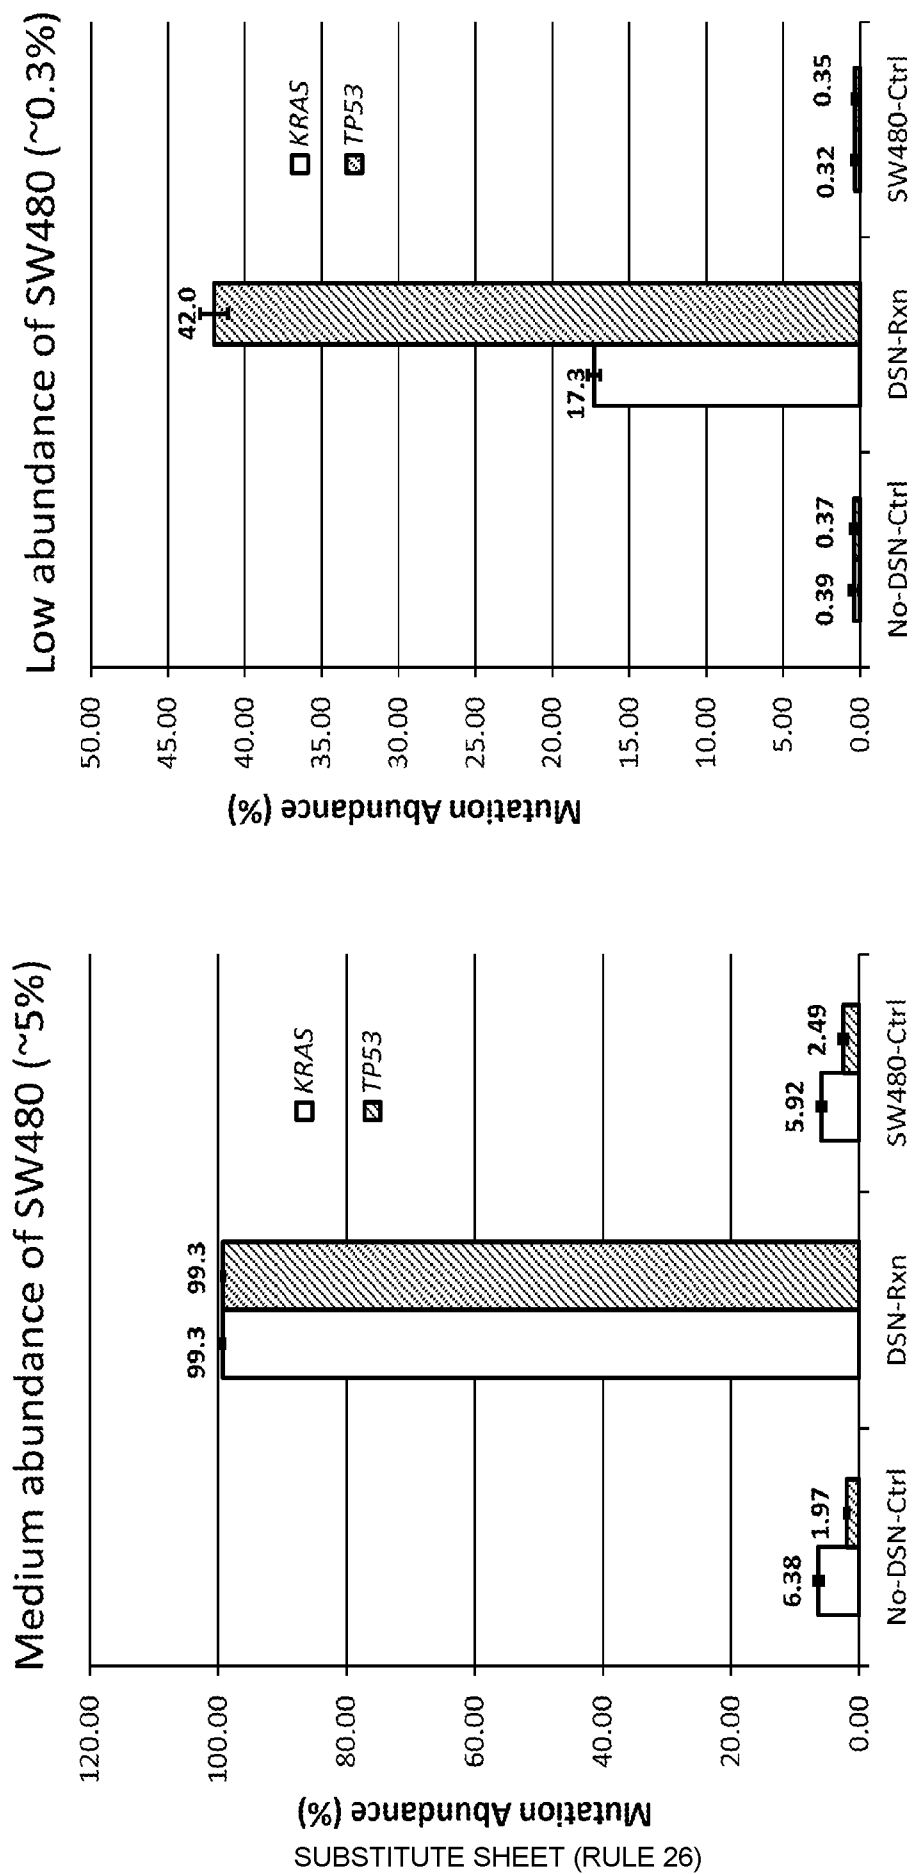 Medium abundance of SW480 (~5%)
120.00
100.00
80.00
60.00
40.00
20.00
0.00
Mutation Abundance (%)
KRAS
TP53
6.38
1.97
99.3
99.3
5.92
2.49
No-DSN-Ctrl
DSN-Rxn
SW480-Ctrl
Low abundance of SW480 (~0.3%)
50.00
45.00
40.00
35.00
30.00
25.00
20.00
15.00
10.00
5.00
0.00
Mutation Abundance (%)
KRAS
TP53
0.39
0.37
17.3
42.0
0.32
0.35
No-DSN-Ctrl
DSN-Rxn
SW480-Ctrl
SUBSTITUTE SHEET (RULE 26)